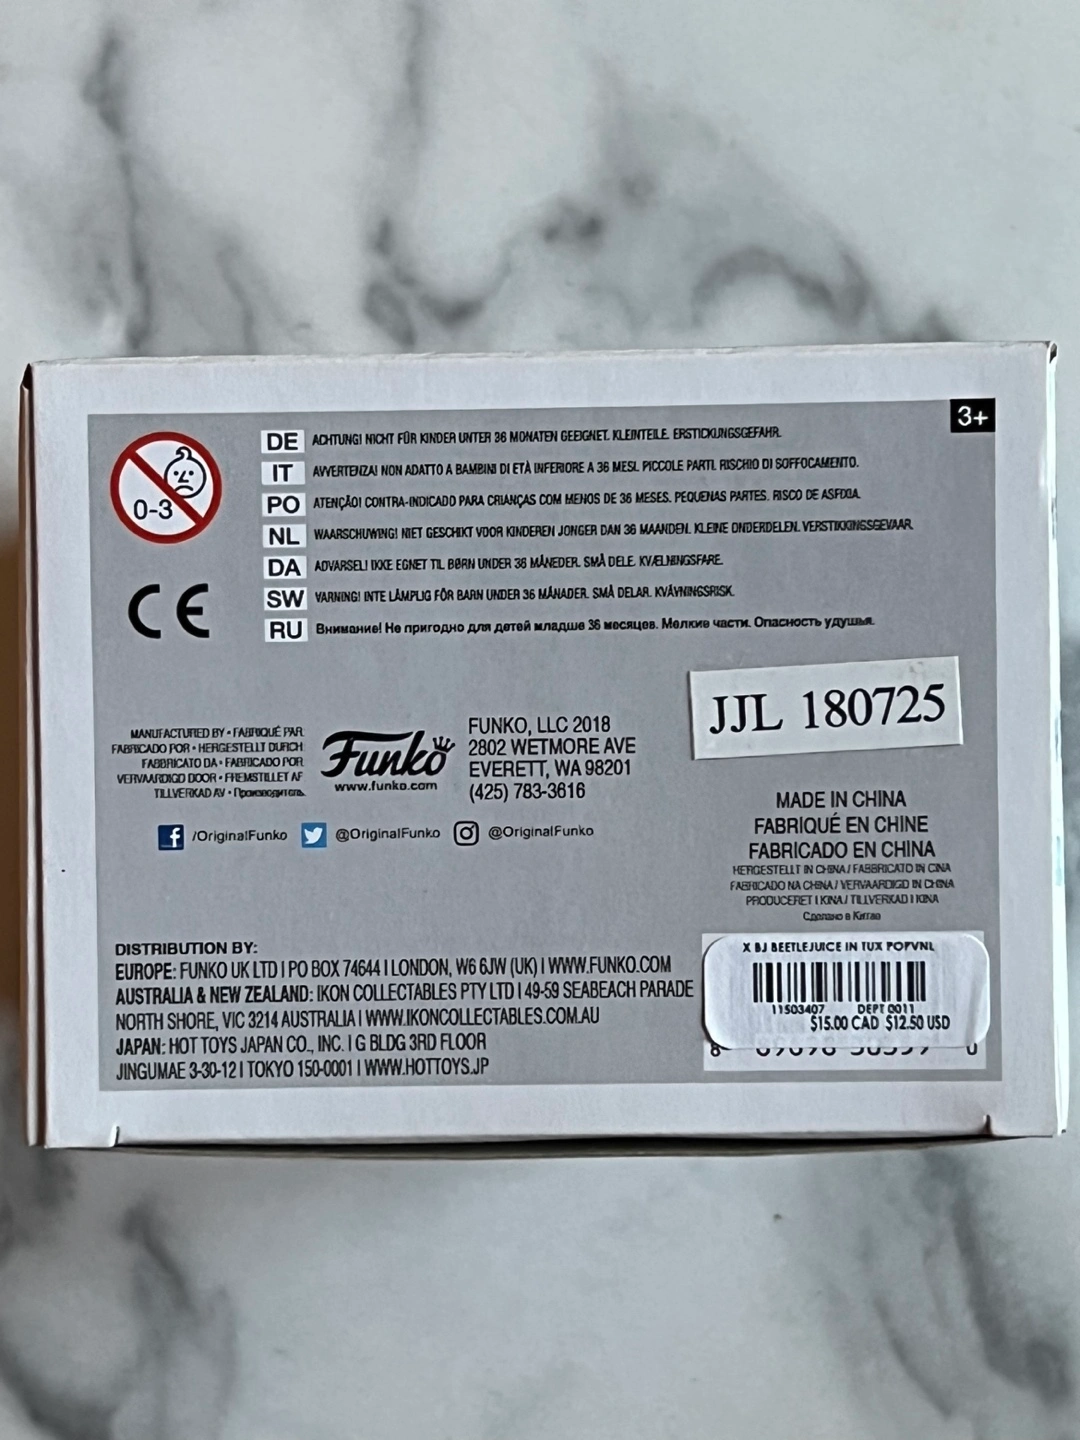 3+
0-3
DE ACHTUNG! NICHT FÜR KINDER UNTER 36 MONATEN GEEIGNET. KLEINTEILE. ERSTICKUNGSGEFAHR.
IT AVVERTENZA! NON ADATTO A BAMBINI DI ETÀ INFERIORE A 36 MESI. PICCOLE PARTI. RISCHIO DI SOFFOCAMENTO.
PO ATENÇÃO! CONTRA-INDICADO PARA CRIANÇAS COM MENOS DE 36 MESES. PEQUENAS PARTES. RISCO DE ASFIXIA.
NL WAARSCHUWING! NIET GESCHIKT VOOR KINDEREN JONGER DAN 36 MAANDEN. KLEINE ONDERDELEN. VERSTIKKINGSGEVAAR.
DA ADVARSEL! IKKE EGNET TIL BØRN UNDER 36 MÅNEDER. SMÅ DELE. KVÆLNINGSFARE.
SW VARNING! INTE LÄMPLIG FÖR BARN UNDER 36 MÅNADER. SMÅ DELAR. KVÄVNINGSRISK.
RU Внимание! Не пригодно для детей младше 36 месяцев. Мелкие части. Опасность удушья.
CE
JJL 180725
MANUFACTURED BY • FABRIQUÉ PAR
FABRICADO POR • HERGESTELLT DURCH
FABBRICATO DA • FABRICADO POR
VERVAARDIGD DOOR • FREMSTILLET AF
TILLVERKAD AV • Производитель
Funko
www.funko.com
FUNKO, LLC 2018
2802 WETMORE AVE
EVERETT, WA 98201
(425) 783-3616
/OriginalFunko @OriginalFunko @OriginalFunko
MADE IN CHINA
FABRIQUÉ EN CHINE
FABRICADO EN CHINA
HERGESTELLT IN CHINA / FABBRICATO IN CINA
FABRICADO NA CHINA / VERVAARDIGD IN CHINA
PRODUCERET I KINA / TILLVERKAD I KINA
Сделано в Китае
DISTRIBUTION BY:
EUROPE: FUNKO UK LTD | PO BOX 74644 | LONDON, W6 6JW (UK) | WWW.FUNKO.COM
AUSTRALIA & NEW ZEALAND: IKON COLLECTABLES PTY LTD | 49-59 SEABEACH PARADE
NORTH SHORE, VIC 3214 AUSTRALIA | WWW.IKONCOLLECTABLES.COM.AU
JAPAN: HOT TOYS JAPAN CO., INC. | G BLDG 3RD FLOOR
JINGUMAE 3-30-12 | TOKYO 150-0001 | WWW.HOTTOYS.JP
X BJ BEETLEJUICE IN TUX POPVNL
11503407 DEPT 0011
$15.00 CAD $12.50 USD